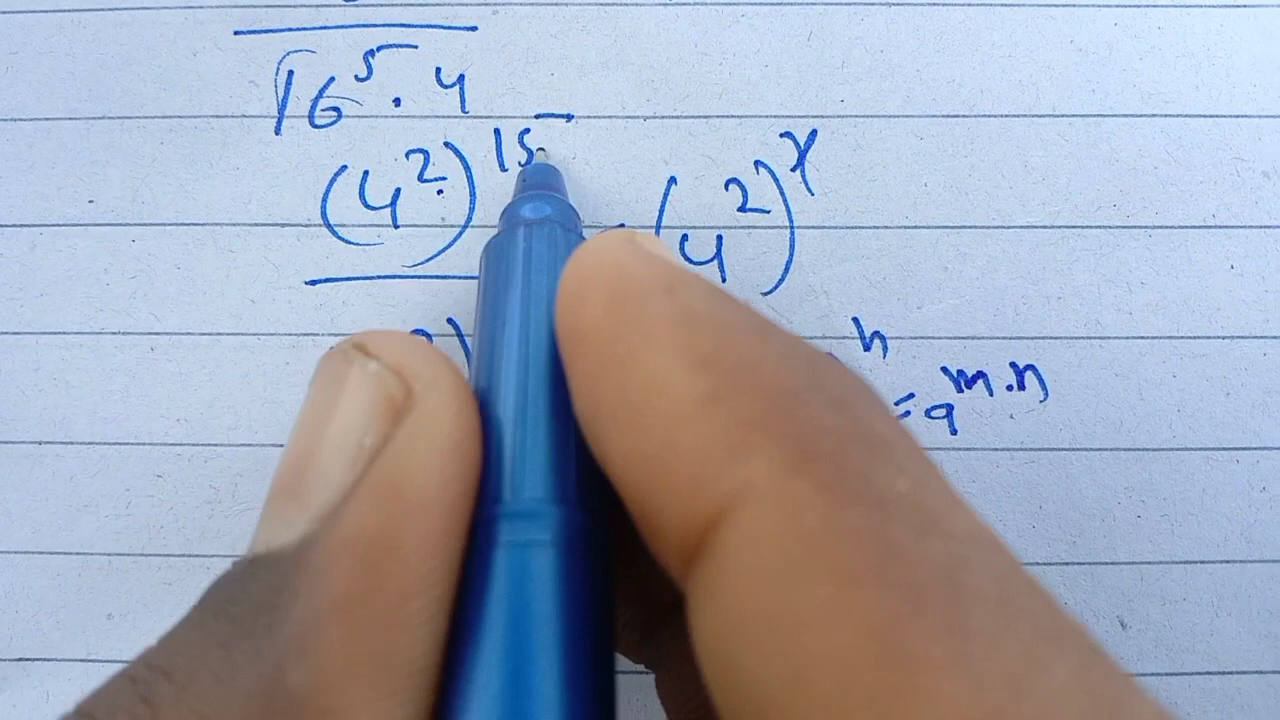 16⁵ · 4
(4²)¹⁵ = (4²)ˣ
ⁿ = a^{m.n}